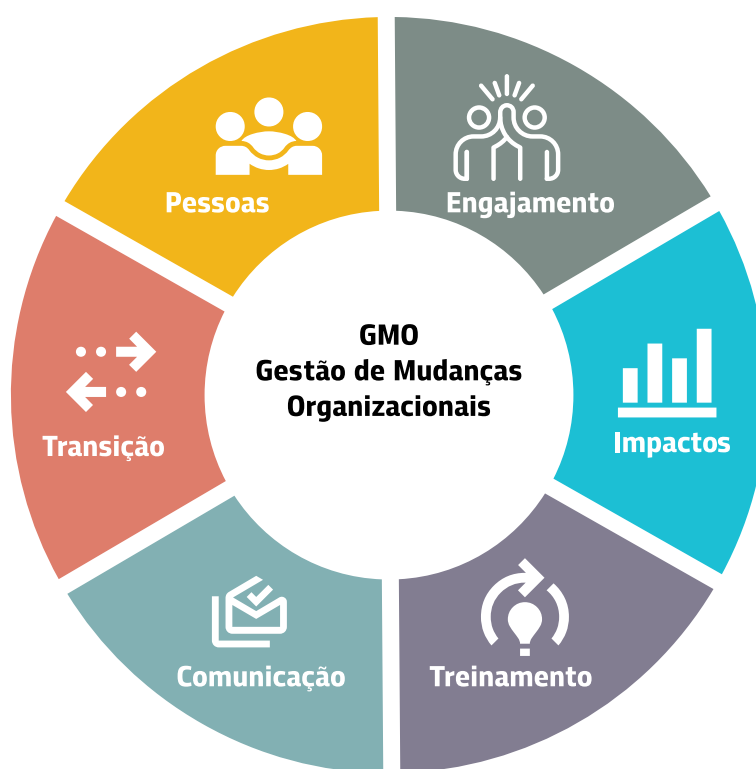 Pessoas
Engajamento
GMO
Gestão de Mudanças
Organizacionais
Transição
Impactos
Comunicação
Treinamento